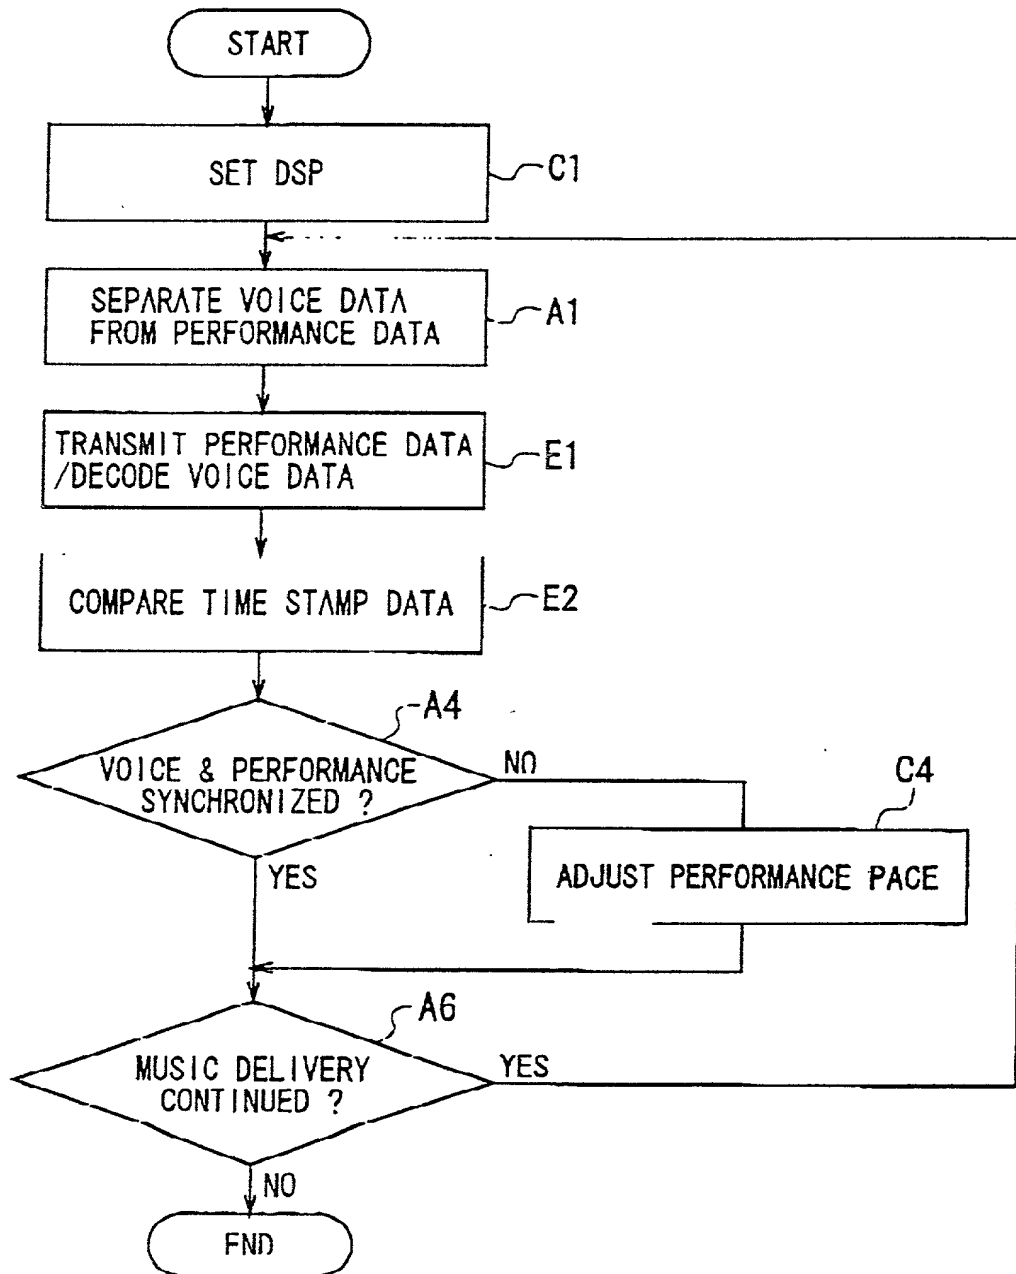 START
SET DSP
C1
SEPARATE VOICE DATA
FROM PERFORMANCE DATA
A1
TRANSMIT PERFORMANCE DATA
/DECODE VOICE DATA
E1
COMPARE TIME STAMP DATA
E2
A4
VOICE & PERFORMANCE
SYNCHRONIZED ?
NO
C4
ADJUST PERFORMANCE PACE
YES
A6
MUSIC DELIVERY
CONTINUED ?
YES
NO
END